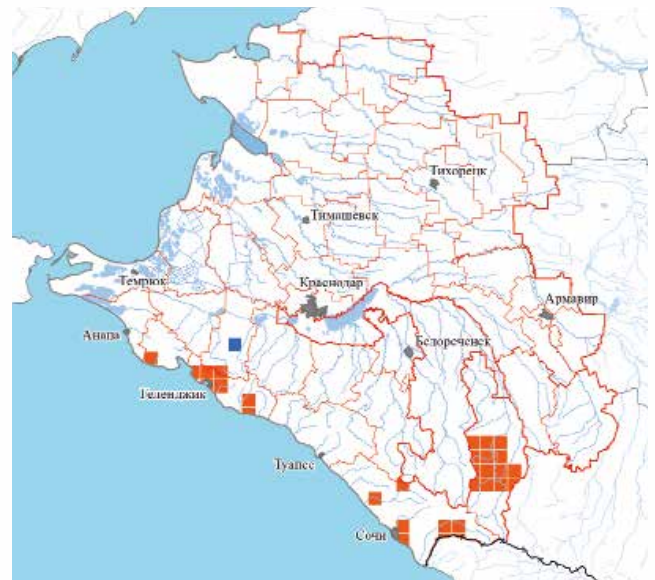 Тихорецк
Тимашевск
Темрюк
Краснодар
Армавир
Анапа
Белореченск
Геленджик
Туапсе
Сочи